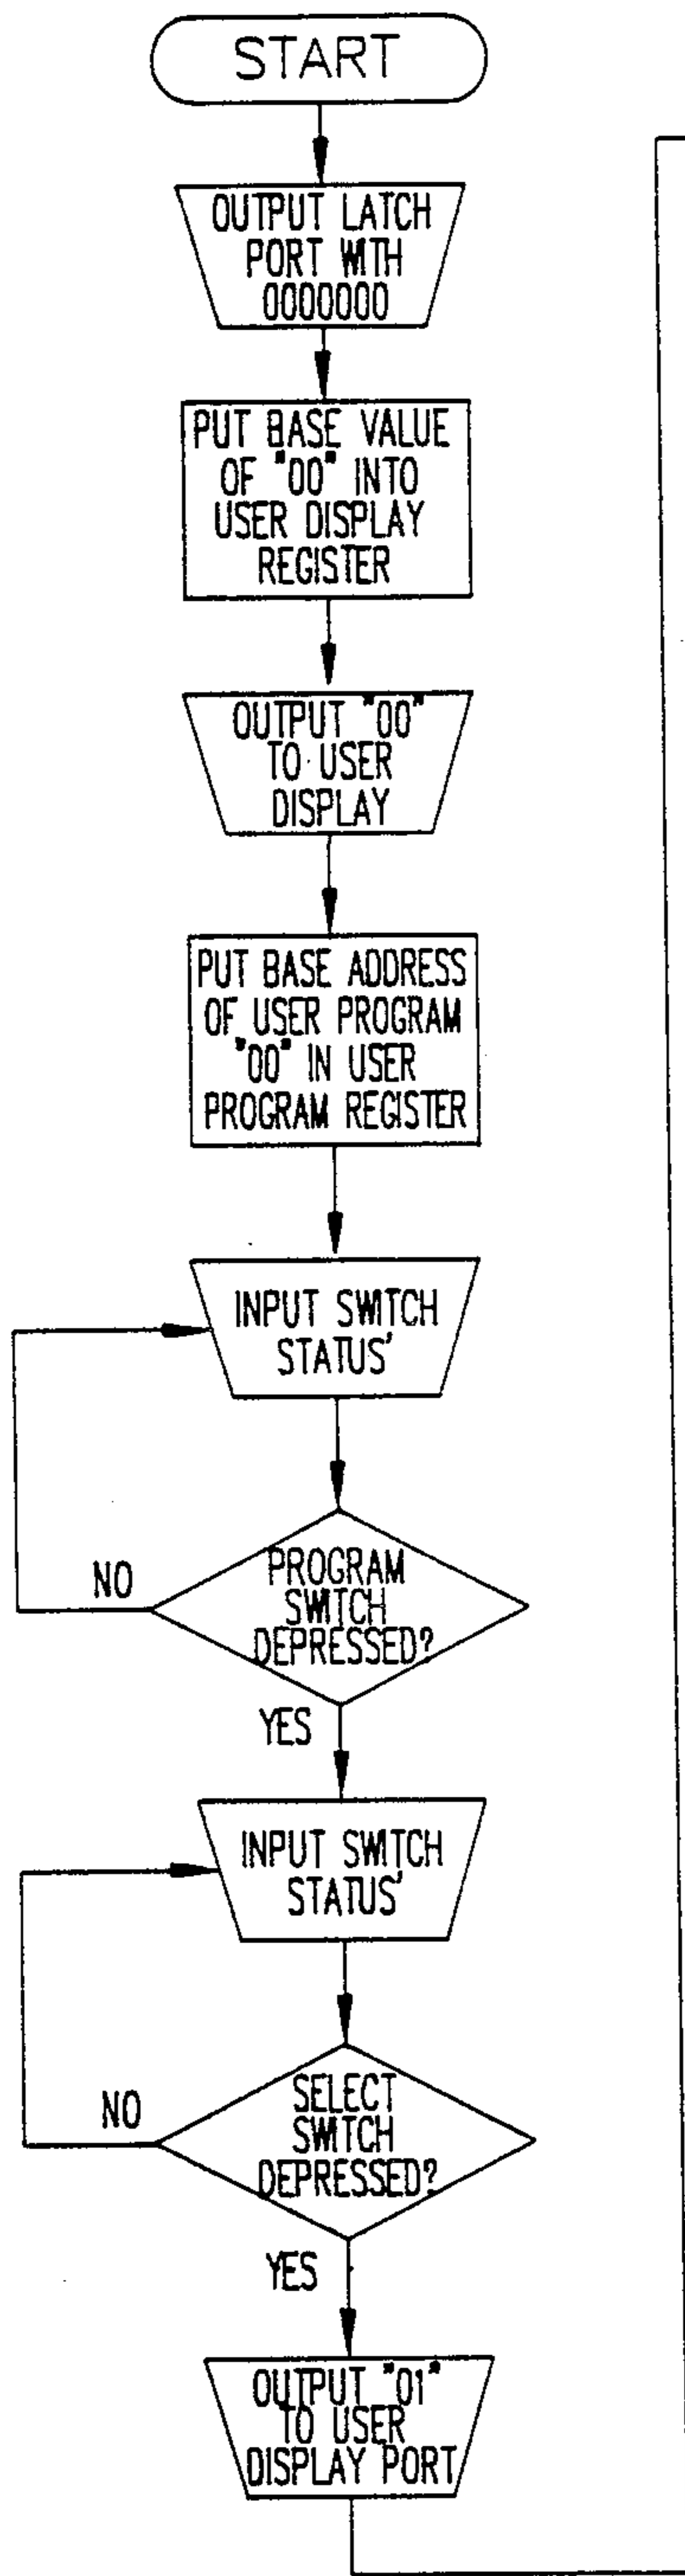 START
OUTPUT LATCH
PORT WITH
0000000
PUT BASE VALUE
OF "00" INTO
USER DISPLAY
REGISTER
OUTPUT "00"
TO USER
DISPLAY
PUT BASE ADDRESS
OF USER PROGRAM
"00" IN USER
PROGRAM REGISTER
INPUT SWITCH
STATUS'
PROGRAM
SWITCH
DEPRESSED?
NO
YES
INPUT SWITCH
STATUS'
SELECT
SWITCH
DEPRESSED?
NO
YES
OUTPUT "01"
TO USER
DISPLAY PORT